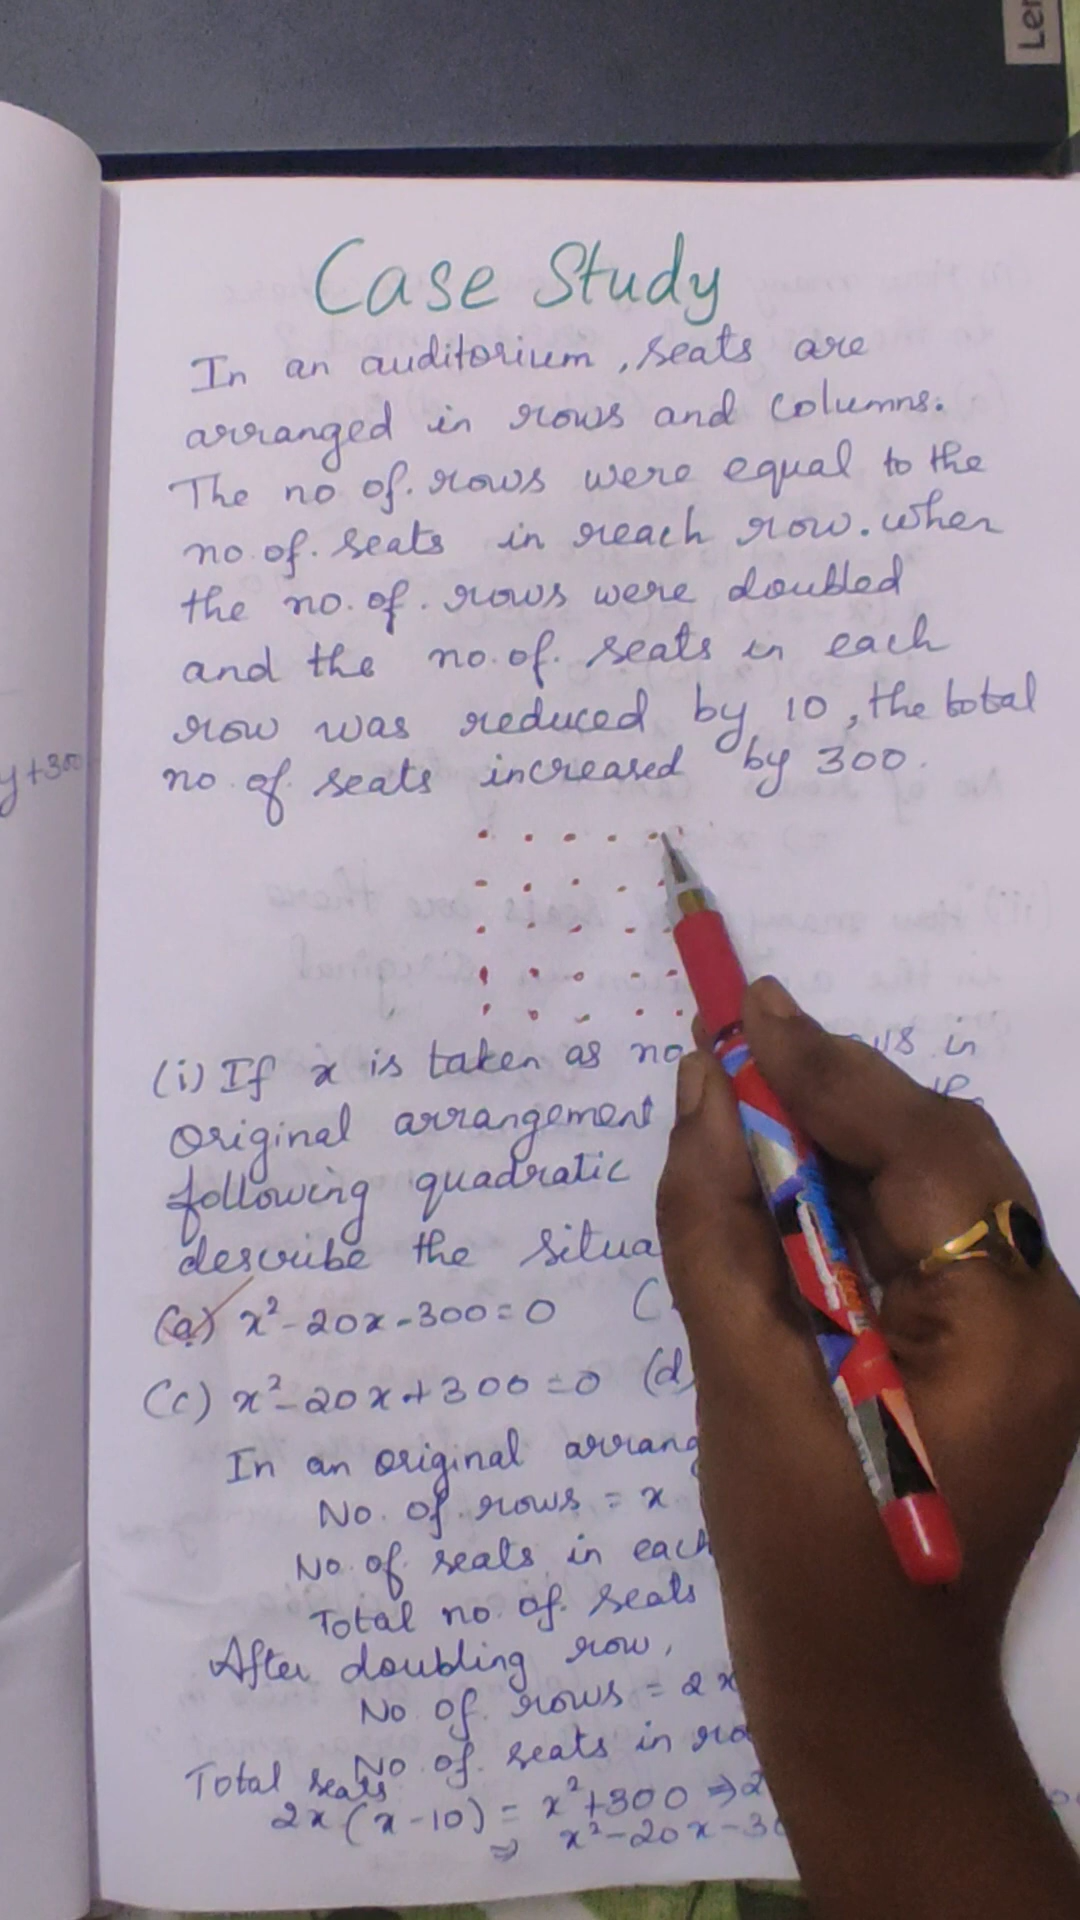 Len
Case Study
In an auditorium, seats are
arranged in rows and columns.
The no of. rows were equal to the
no. of. seats in reach row. when
the no. of. rows were doubled
and the no. of. seats in each
row was reduced by 10, the total
no. of. seats increased by 300.
y+300
(i) If x is taken as no in
Original arrangement
following quadratic
describe the
(a) x²-20x-300=0 (
(c) x²-20x+300=0 (d)
In an original
No. of rows = x
No. of seats in each
Total no. of. seats
After doubling row,
No of. rows = 2x
No of. seats in
Total seats
2x(x-10) = x²+300 ⇒ 2
⇒ x²-20x-30